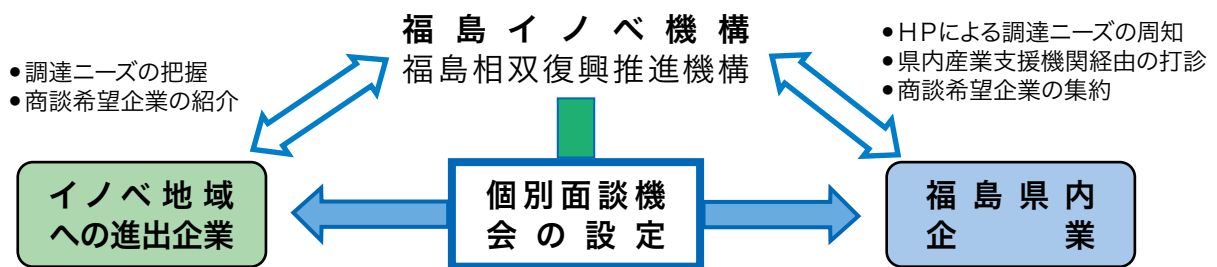 福島イノベ機構
福島相双復興推進機構
●調達ニーズの把握
●商談希望企業の紹介
●HPによる調達ニーズの周知
●県内産業支援機関経由の打診
●商談希望企業の集約
イノベ地域
への進出企業
個別面談機
会の設定
福島県内
企業